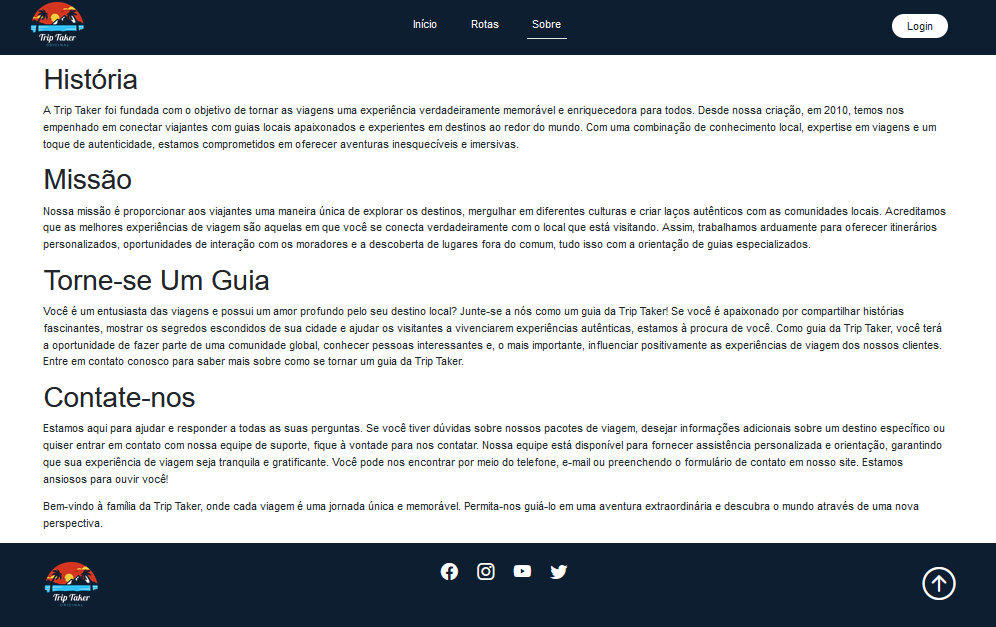 Trip Taker
ORIGINAL
Início
Rotas
Sobre
Login
História
A Trip Taker foi fundada com o objetivo de tornar as viagens uma experiência verdadeiramente memorável e enriquecedora para todos. Desde nossa criação, em 2010, temos nos
empenhado em conectar viajantes com guias locais apaixonados e experientes em destinos ao redor do mundo. Com uma combinação de conhecimento local, expertise em viagens e um
toque de autenticidade, estamos comprometidos em oferecer aventuras inesquecíveis e imersivas.
Missão
Nossa missão é proporcionar aos viajantes uma maneira única de explorar os destinos, mergulhar em diferentes culturas e criar laços autênticos com as comunidades locais. Acreditamos
que as melhores experiências de viagem são aquelas em que você se conecta verdadeiramente com o local que está visitando. Assim, trabalhamos arduamente para oferecer itinerários
personalizados, oportunidades de interação com os moradores e a descoberta de lugares fora do comum, tudo isso com a orientação de guias especializados.
Torne-se Um Guia
Você é um entusiasta das viagens e possui um amor profundo pelo seu destino local? Junte-se a nós como um guia da Trip Taker! Se você é apaixonado por compartilhar histórias
fascinantes, mostrar os segredos escondidos de sua cidade e ajudar os visitantes a vivenciarem experiências autênticas, estamos à procura de você. Como guia da Trip Taker, você terá
a oportunidade de fazer parte de uma comunidade global, conhecer pessoas interessantes e, o mais importante, influenciar positivamente as experiências de viagem dos nossos clientes.
Entre em contato conosco para saber mais sobre como se tornar um guia da Trip Taker.
Contate-nos
Estamos aqui para ajudar e responder a todas as suas perguntas. Se você tiver dúvidas sobre nossos pacotes de viagem, desejar informações adicionais sobre um destino específico ou
quiser entrar em contato com nossa equipe de suporte, fique à vontade para nos contatar. Nossa equipe está disponível para fornecer assistência personalizada e orientação, garantindo
que sua experiência de viagem seja tranquila e gratificante. Você pode nos encontrar por meio do telefone, e-mail ou preenchendo o formulário de contato em nosso site. Estamos
ansiosos para ouvir você!
Bem-vindo à família da Trip Taker, onde cada viagem é uma jornada única e memorável. Permita-nos guiá-lo em uma aventura extraordinária e descubra o mundo através de uma nova
perspectiva.
Trip Taker
ORIGINAL